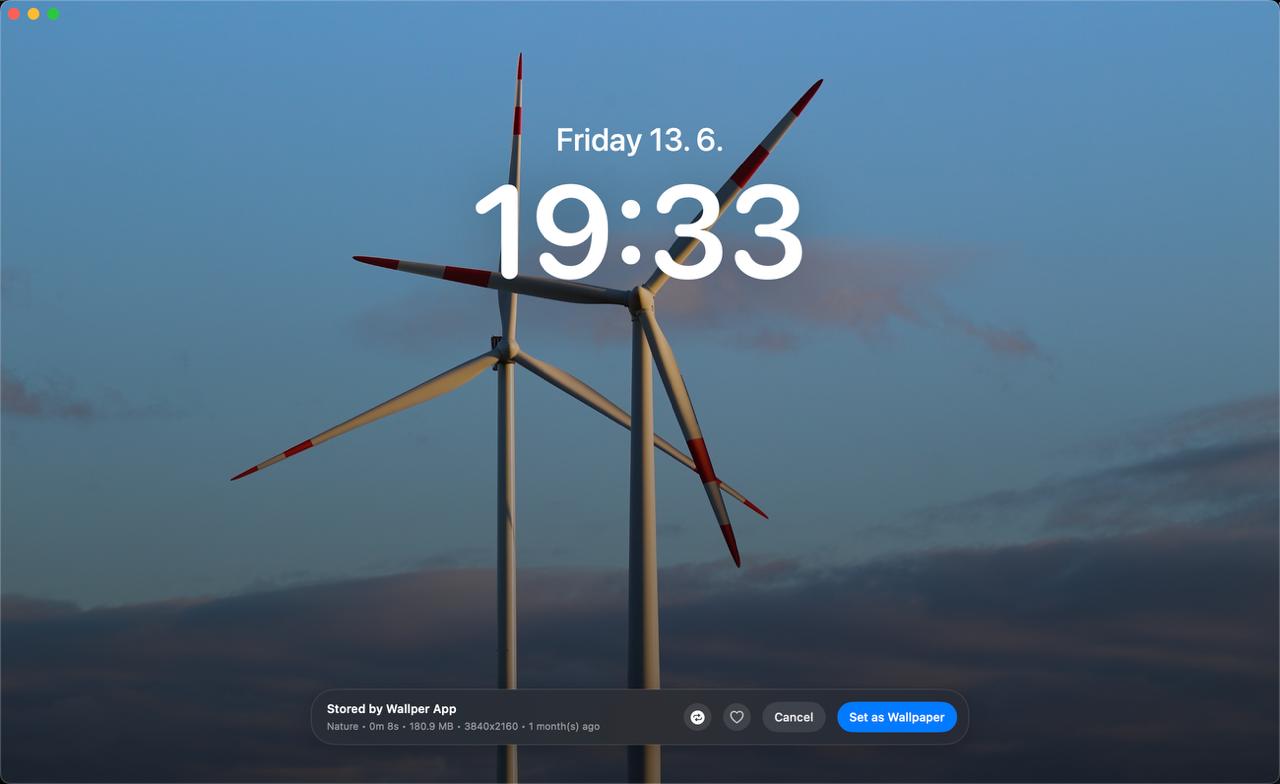 Friday 13. 6.
19:33
Stored by Wallper App
Nature • 0m 8s • 180.9 MB • 3840x2160 • 1 month(s) ago
Cancel
Set as Wallpaper